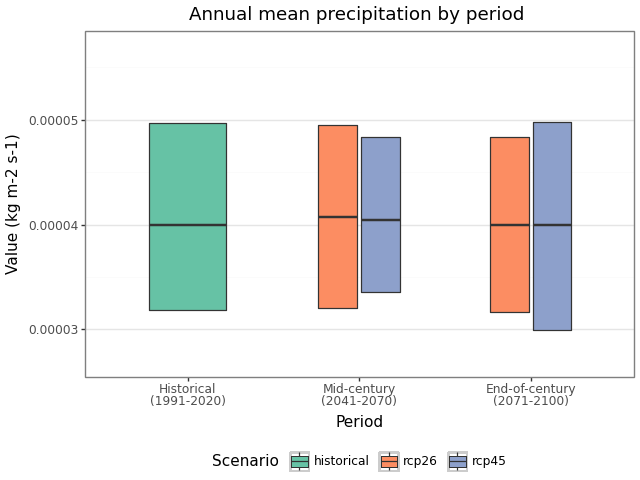 Annual mean precipitation by period
Value (kg m-2 s-1)
0.00005
0.00004
0.00003
Historical
(1991-2020)
Mid-century
(2041-2070)
End-of-century
(2071-2100)
Period
Scenario historical rcp26 rcp45